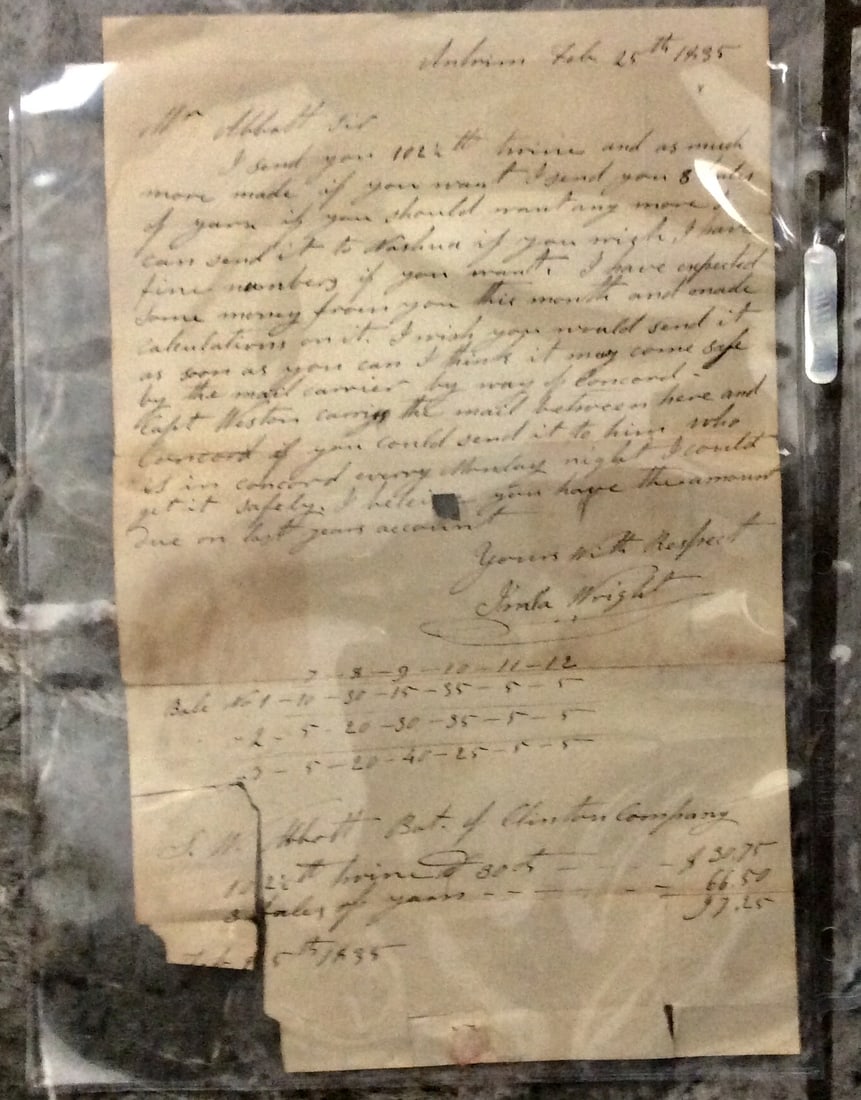 Antrim Feb 25th 1835
Mr Abbott Sir
I send you 102½ lb twine and as much
more made if you want I send you 8 bales
of yarn if you should want any more I
can send it to Nashua if you wish, I have
fine numbers if you want. I have expected
some money from you this month and made
calculations on it. I wish you would send it
as soon as you can I think it may come safe
by the mail carrier by way of Concord -
Capt Weston carrys the mail between here and
Concord if you could send it to him who
is in concord every Monday night I could
get it safely. I you have the amount
due on last years account
Yours with Respect
Imla Wright
7 - 8 - 9 - 10 - 11 - 12
Bale No 1 - 10 - 30 - 15 - 35 - 5 - 5
- 2 - 5 - 20 - 30 - 35 - 5 - 5
- 3 - 5 - 20 - 40 - 25 - 5 - 5
S. W. Abbott Bot. of Clinton Company
102½ lb twine 30 - - - $ 30.75
bales of yarn - - - - - 66.50
97.25
Feb 5th 1835